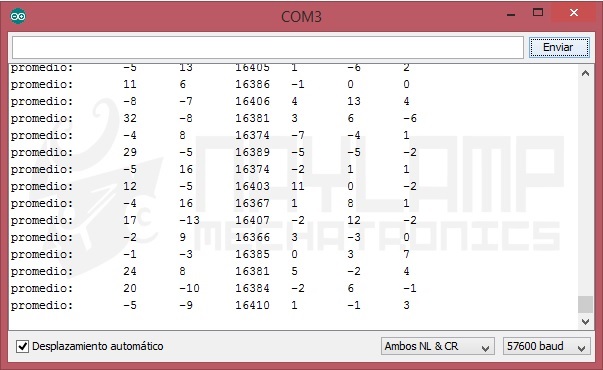 COM3
Enviar
promedio: -5 13 16405 1 -6 2
promedio: 11 6 16386 -1 0 0
promedio: -8 -7 16406 4 13 4
promedio: 32 -8 16381 3 6 -6
promedio: -4 8 16374 -7 -4 1
promedio: 29 -5 16389 -5 -5 -2
promedio: -5 16 16374 -2 1 1
promedio: 12 -5 16403 11 0 -2
promedio: -4 16 16367 1 8 1
promedio: 17 -13 16407 -2 12 -2
promedio: -2 9 16366 3 -3 0
promedio: -1 -3 16385 0 3 7
promedio: 24 8 16381 5 -2 4
promedio: 20 -10 16384 -2 6 -1
promedio: -5 -9 16410 1 -1 3
NAYLAMP
MECHATRONICS
Desplazamiento automático
Ambos NL & CR
57600 baud